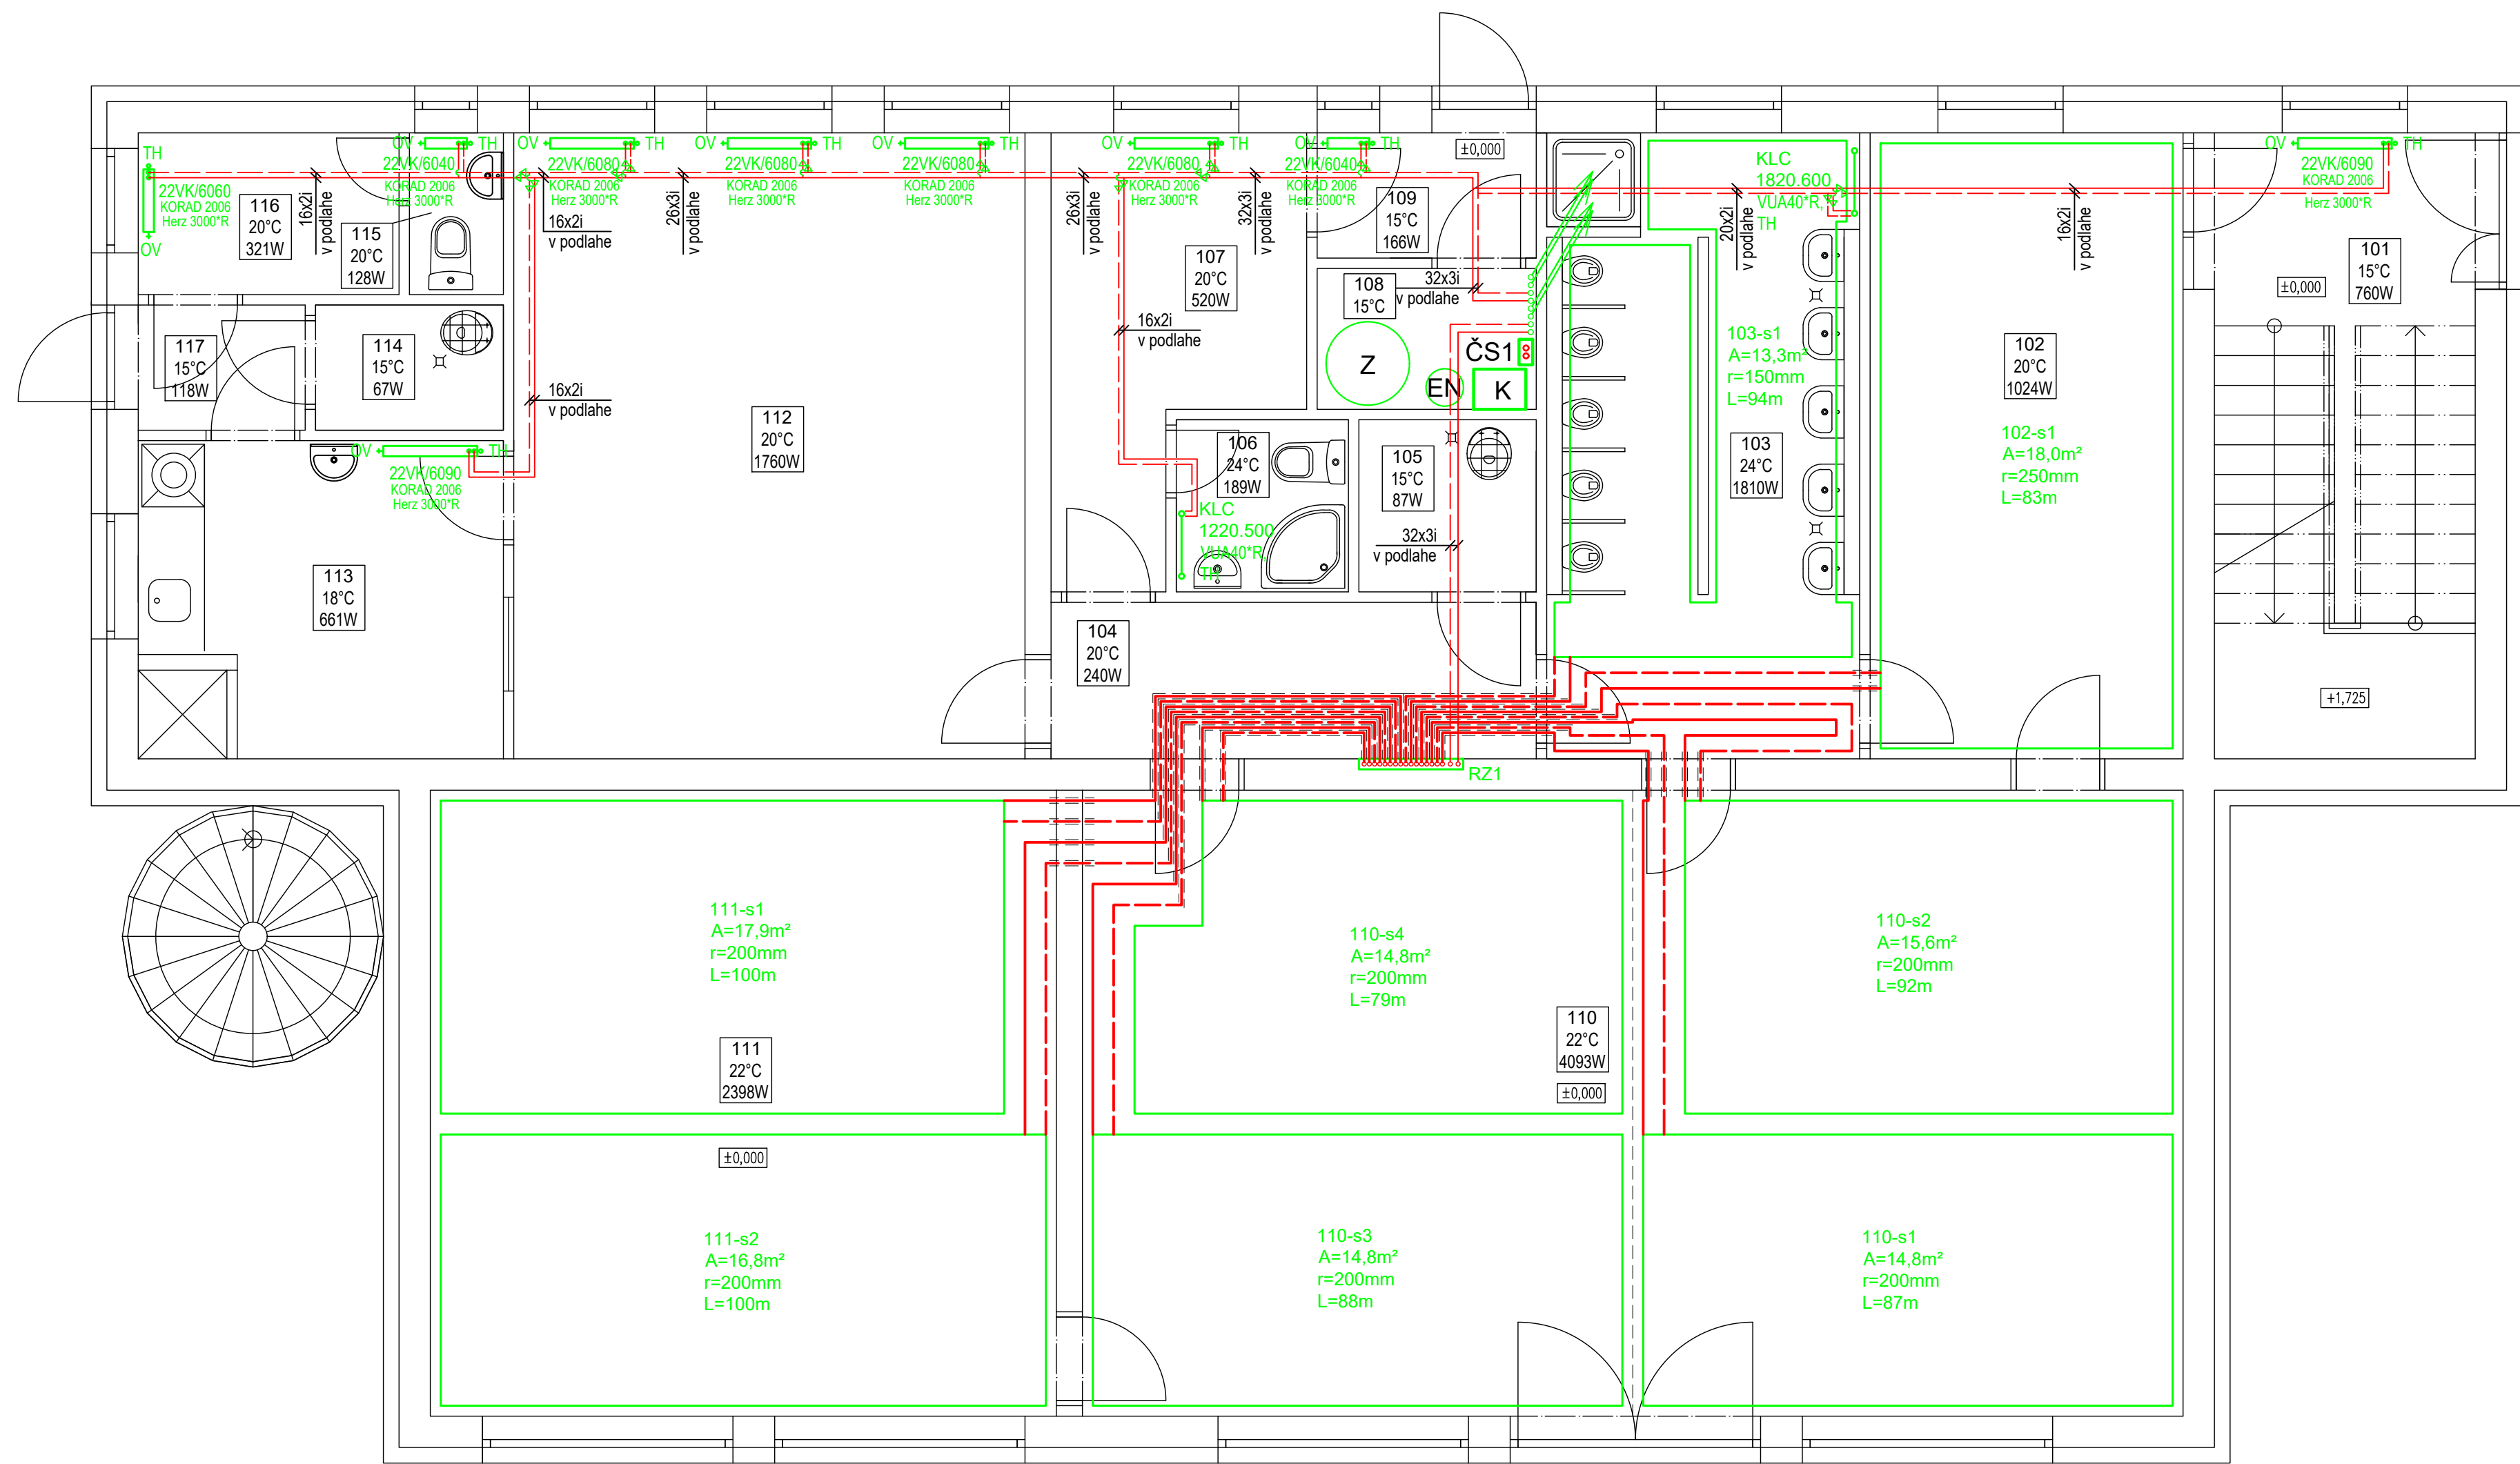 ±0,000
OV
TH
22VK/6040
KORAD 2006
Herz 3000*R
OV
TH
22VK/6080
KORAD 2006
Herz 3000*R
OV
TH
22VK/6080
KORAD 2006
Herz 3000*R
OV
TH
22VK/6080
KORAD 2006
Herz 3000*R
OV
TH
22VK/6080
KORAD 2006
Herz 3000*R
OV
TH
22VK/6040
KORAD 2006
Herz 3000*R
KLC
1820.600
VUA40*R,
TH
OV
TH
22VK/6090
KORAD 2006
Herz 3000*R
TH
22VK/6060
KORAD 2006
Herz 3000*R
OV
116
20°C
321W
16x2i
v podlahe
115
20°C
128W
16x2i
v podlahe
26x3i
v podlahe
26x3i
v podlahe
107
20°C
520W
32x3i
v podlahe
109
15°C
166W
20x2i
v podlahe
16x2i
v podlahe
101
15°C
760W
±0,000
108
15°C
32x3i
v podlahe
117
15°C
118W
114
15°C
67W
16x2i
v podlahe
16x2i
v podlahe
Z
EN
ČS1
K
103-s1
A=13,3m²
r=150mm
L=94m
102
20°C
1024W
102-s1
A=18,0m²
r=250mm
L=83m
112
20°C
1760W
OV
TH
22VK/6090
KORAD 2006
Herz 3000*R
106
24°C
189W
105
15°C
87W
103
24°C
1810W
KLC
1220.500
VUA40*R,
TH
32x3i
v podlahe
113
18°C
661W
104
20°C
240W
+1,725
RZ1
111-s1
A=17,9m²
r=200mm
L=100m
110-s4
A=14,8m²
r=200mm
L=79m
110-s2
A=15,6m²
r=200mm
L=92m
111
22°C
2398W
110
22°C
4093W
±0,000
±0,000
111-s2
A=16,8m²
r=200mm
L=100m
110-s3
A=14,8m²
r=200mm
L=88m
110-s1
A=14,8m²
r=200mm
L=87m